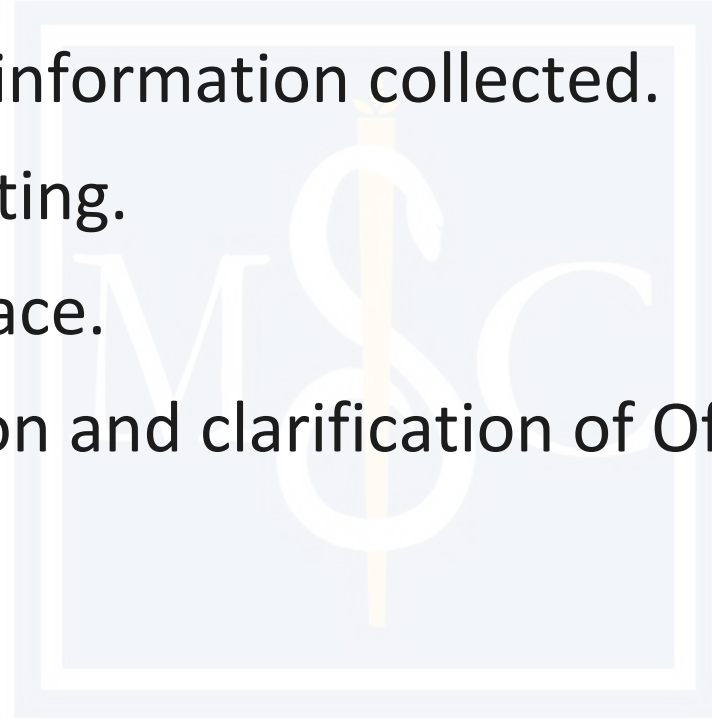 information collected.
ting.
ace.
on and clarification of Of
M S C